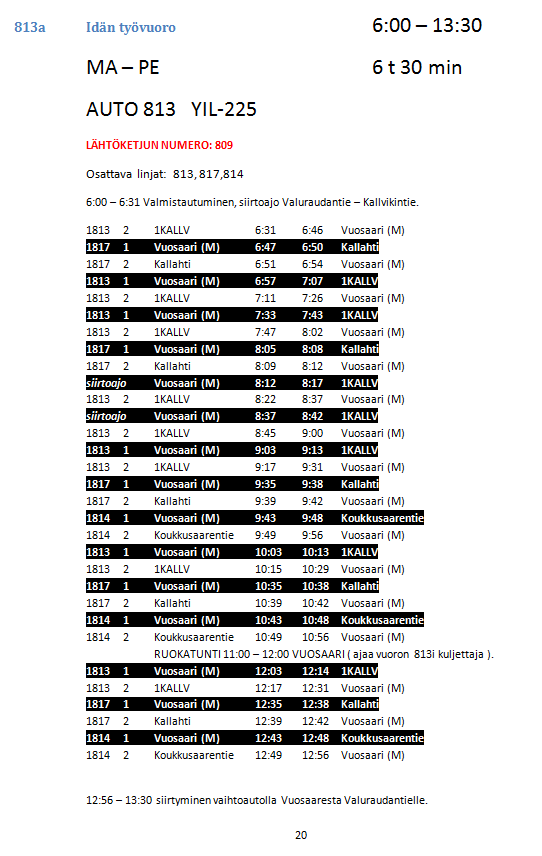 813a Idän työvuoro 6:00 – 13:30
MA – PE 6 t 30 min
AUTO 813 YIL-225
LÄHTÖKETJUN NUMERO: 809
Osattava linjat: 813, 817,814
6:00 – 6:31 Valmistautuminen, siirtoajo Valuraudantie – Kallvikintie.
1813 2 1KALLV 6:31 6:46 Vuosaari (M)
1817 1 Vuosaari (M) 6:47 6:50 Kallahti
1817 2 Kallahti 6:51 6:54 Vuosaari (M)
1813 1 Vuosaari (M) 6:57 7:07 1KALLV
1813 2 1KALLV 7:11 7:26 Vuosaari (M)
1813 1 Vuosaari (M) 7:33 7:43 1KALLV
1813 2 1KALLV 7:47 8:02 Vuosaari (M)
1817 1 Vuosaari (M) 8:05 8:08 Kallahti
1817 2 Kallahti 8:09 8:12 Vuosaari (M)
siirtoajo Vuosaari (M) 8:12 8:17 1KALLV
1813 2 1KALLV 8:22 8:37 Vuosaari (M)
siirtoajo Vuosaari (M) 8:37 8:42 1KALLV
1813 2 1KALLV 8:45 9:00 Vuosaari (M)
1813 1 Vuosaari (M) 9:03 9:13 1KALLV
1813 2 1KALLV 9:17 9:31 Vuosaari (M)
1817 1 Vuosaari (M) 9:35 9:38 Kallahti
1817 2 Kallahti 9:39 9:42 Vuosaari (M)
1814 1 Vuosaari (M) 9:43 9:48 Koukkusaarentie
1814 2 Koukkusaarentie 9:49 9:56 Vuosaari (M)
1813 1 Vuosaari (M) 10:03 10:13 1KALLV
1813 2 1KALLV 10:15 10:29 Vuosaari (M)
1817 1 Vuosaari (M) 10:35 10:38 Kallahti
1817 2 Kallahti 10:39 10:42 Vuosaari (M)
1814 1 Vuosaari (M) 10:43 10:48 Koukkusaarentie
1814 2 Koukkusaarentie 10:49 10:56 Vuosaari (M)
RUOKATUNTI 11:00 – 12:00 VUOSAARI ( ajaa vuoron 813i kuljettaja ).
1813 1 Vuosaari (M) 12:03 12:14 1KALLV
1813 2 1KALLV 12:17 12:31 Vuosaari (M)
1817 1 Vuosaari (M) 12:35 12:38 Kallahti
1817 2 Kallahti 12:39 12:42 Vuosaari (M)
1814 1 Vuosaari (M) 12:43 12:48 Koukkusaarentie
1814 2 Koukkusaarentie 12:49 12:56 Vuosaari (M)
12:56 – 13:30 siirtyminen vaihtoautolla Vuosaaresta Valuraudantielle.
20